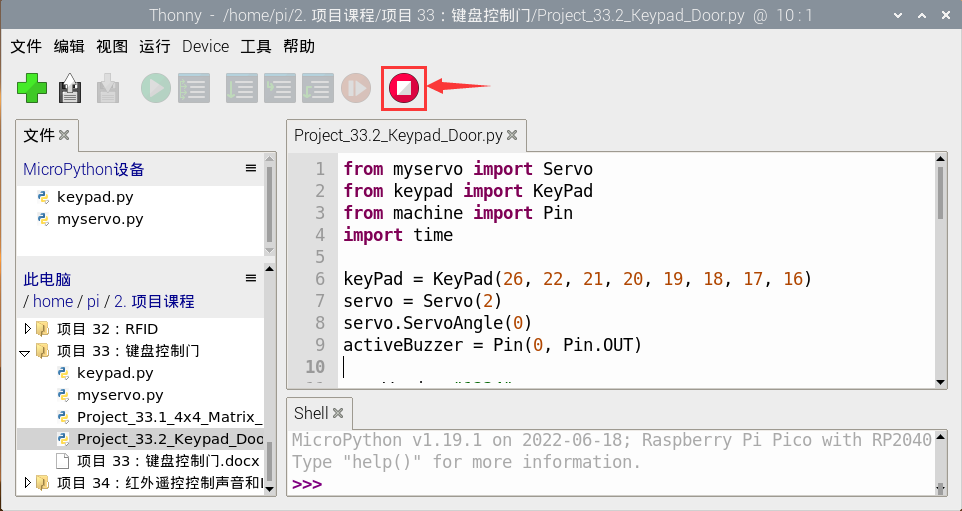 Thonny - /home/pi/2. 项目课程/项目 33：键盘控制门/Project_33.2_Keypad_Door.py @ 10 : 1
文件 编辑 视图 运行 Device 工具 帮助
文件
MicroPython设备
keypad.py
myservo.py
此电脑
/ home / pi / 2. 项目课程
项目 32：RFID
项目 33：键盘控制门
keypad.py
myservo.py
Project_33.1_4x4_Matrix_
Project_33.2_Keypad_Doo
项目 33：键盘控制门.docx
项目 34：红外遥控控制声音和
Project_33.2_Keypad_Door.py
1 from myservo import Servo
2 from keypad import KeyPad
3 from machine import Pin
4 import time
5
6 keyPad = KeyPad(26, 22, 21, 20, 19, 18, 17, 16)
7 servo = Servo(2)
8 servo.ServoAngle(0)
9 activeBuzzer = Pin(0, Pin.OUT)
10
Shell
MicroPython v1.19.1 on 2022-06-18; Raspberry Pi Pico with RP2040
Type "help()" for more information.
>>>